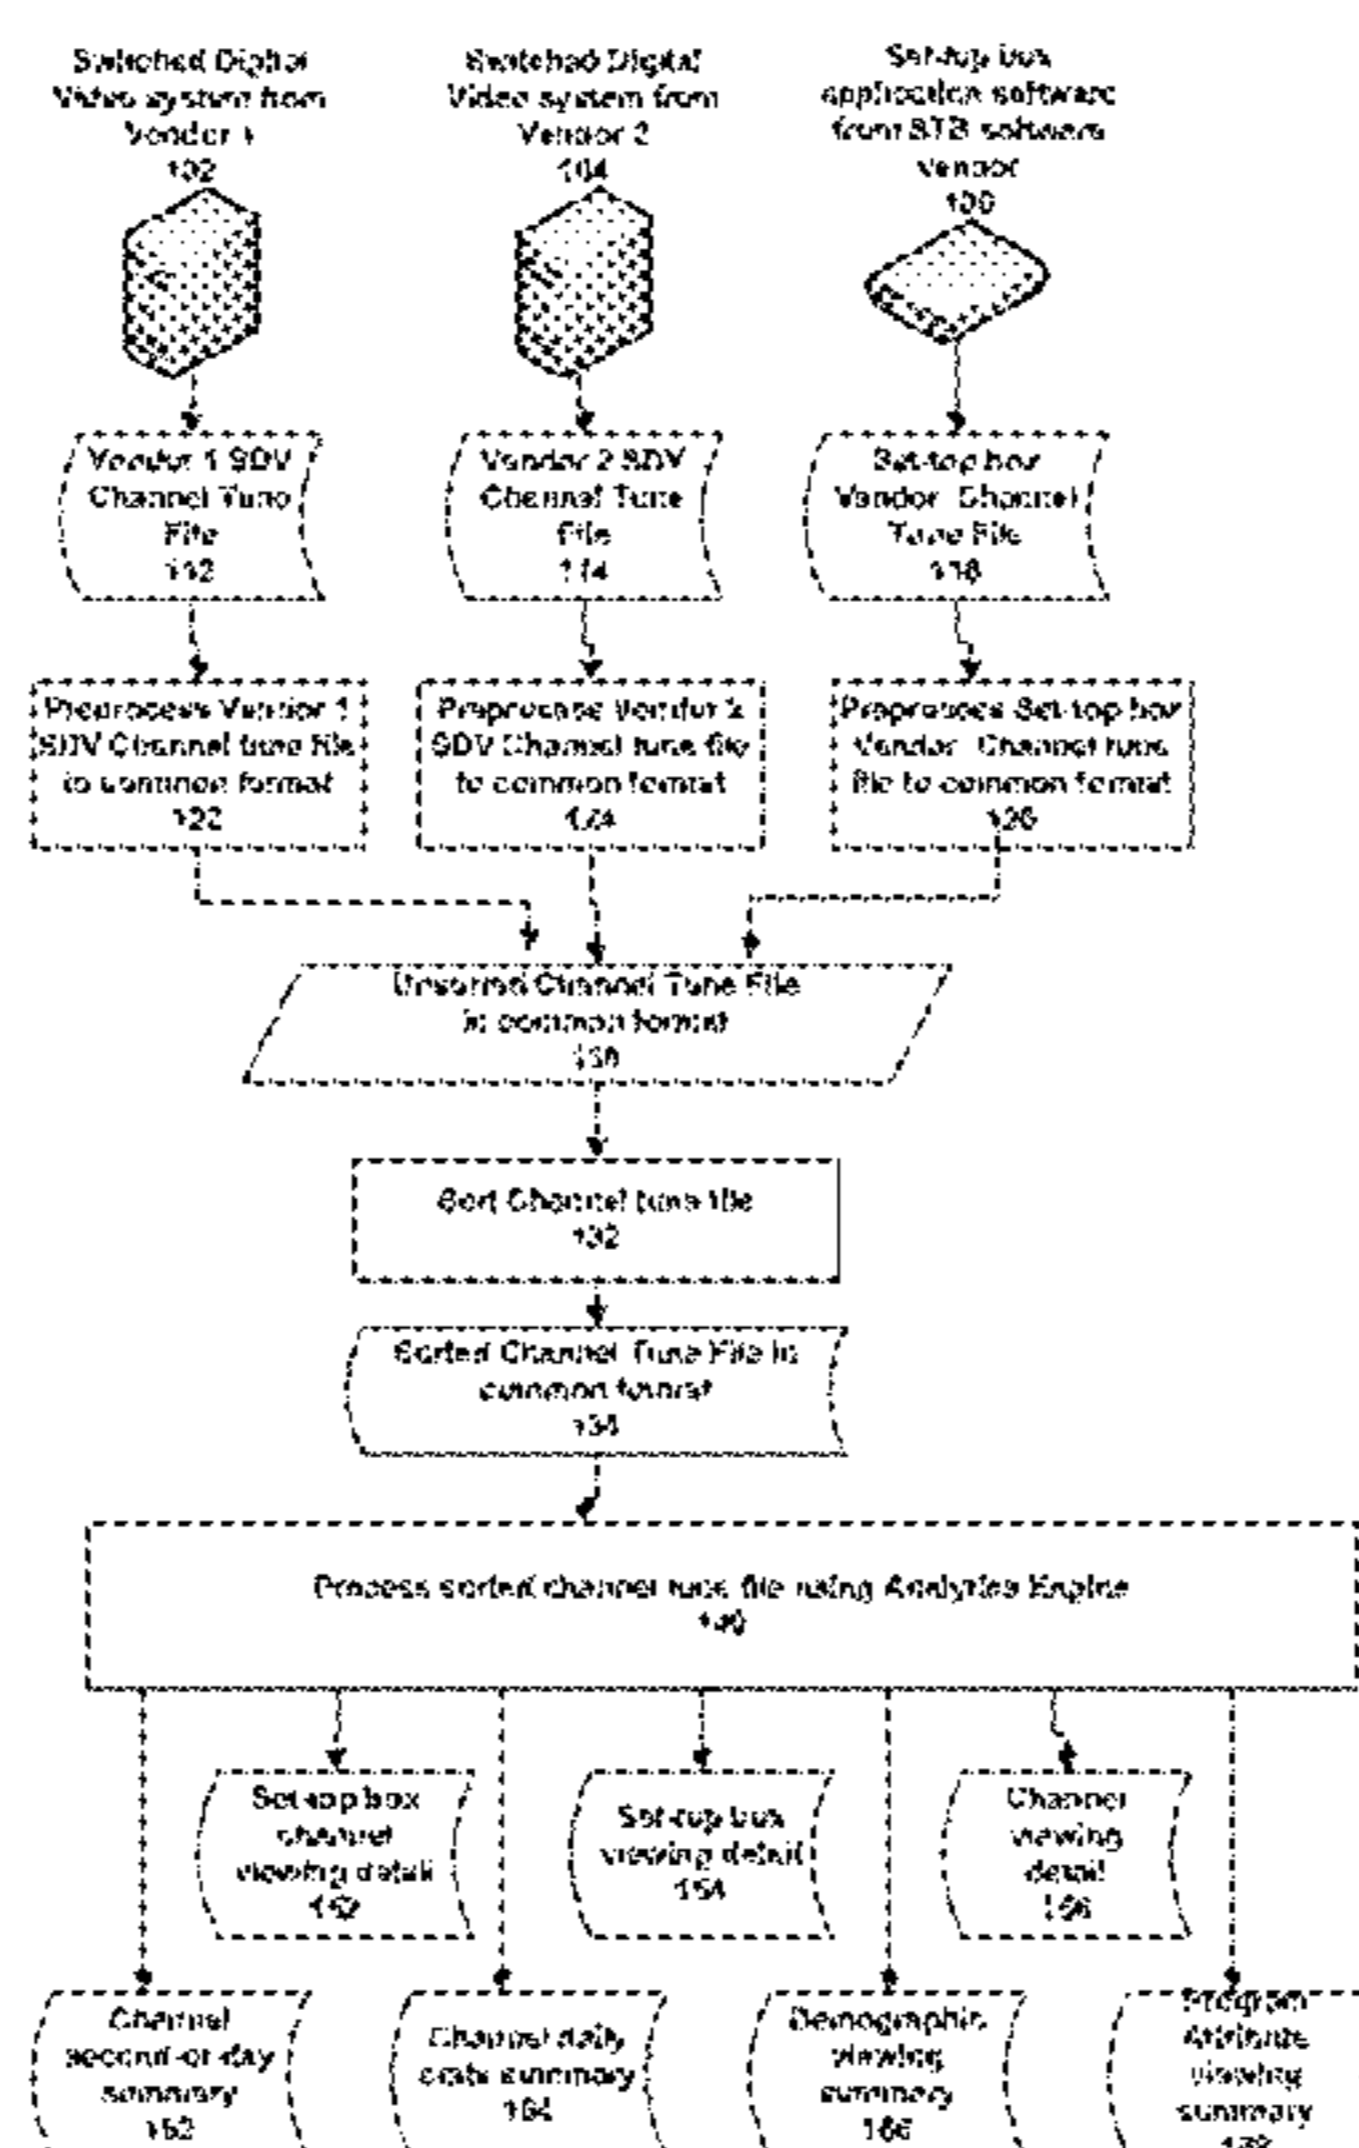 Switched Digital
Video system from
Vendor 1
102
Switched Digital
Video system from
Vendor 2
104
Set-top box
application software
from STB software
vendor
106
Vendor 1 SDV
Channel Tune
File
112
Vendor 2 SDV
Channel Tune
File
114
Set-top box
Vendor Channel
Tune File
116
Preprocess Vendor 1
SDV Channel tune file
to common format
122
Preprocess Vendor 2
SDV Channel tune file
to common format
124
Preprocess Set-top box
Vendor Channel tune
file to common format
126
Unsorted Channel Tune File
in common format
Sort Channel tune file
132
Sorted Channel Tune File in
common format
Process sorted channel tune file using Analytics Engine
Set-top box
channel
viewing detail
Set-top box
viewing detail
154
Channel
viewing
detail
156
Channel
second-of-day
summary
162
Channel daily
stats summary
164
Demographic
viewing
summary
166
Program
Attribute
viewing
summary